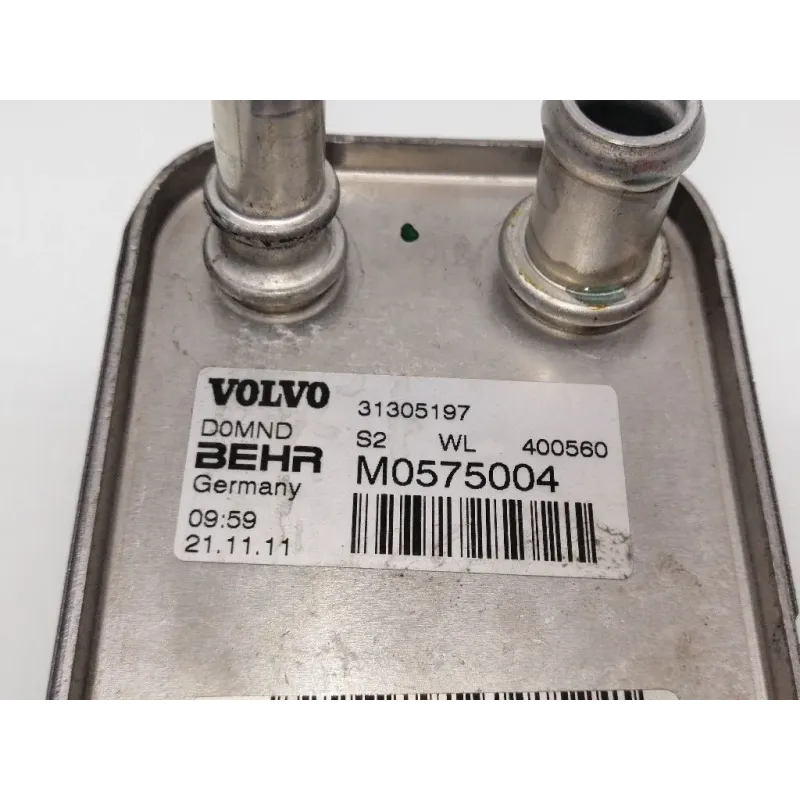 VOLVO 31305197
D0MND S2 WL 400560
BEHR M0575004
Germany
09:59
21.11.11